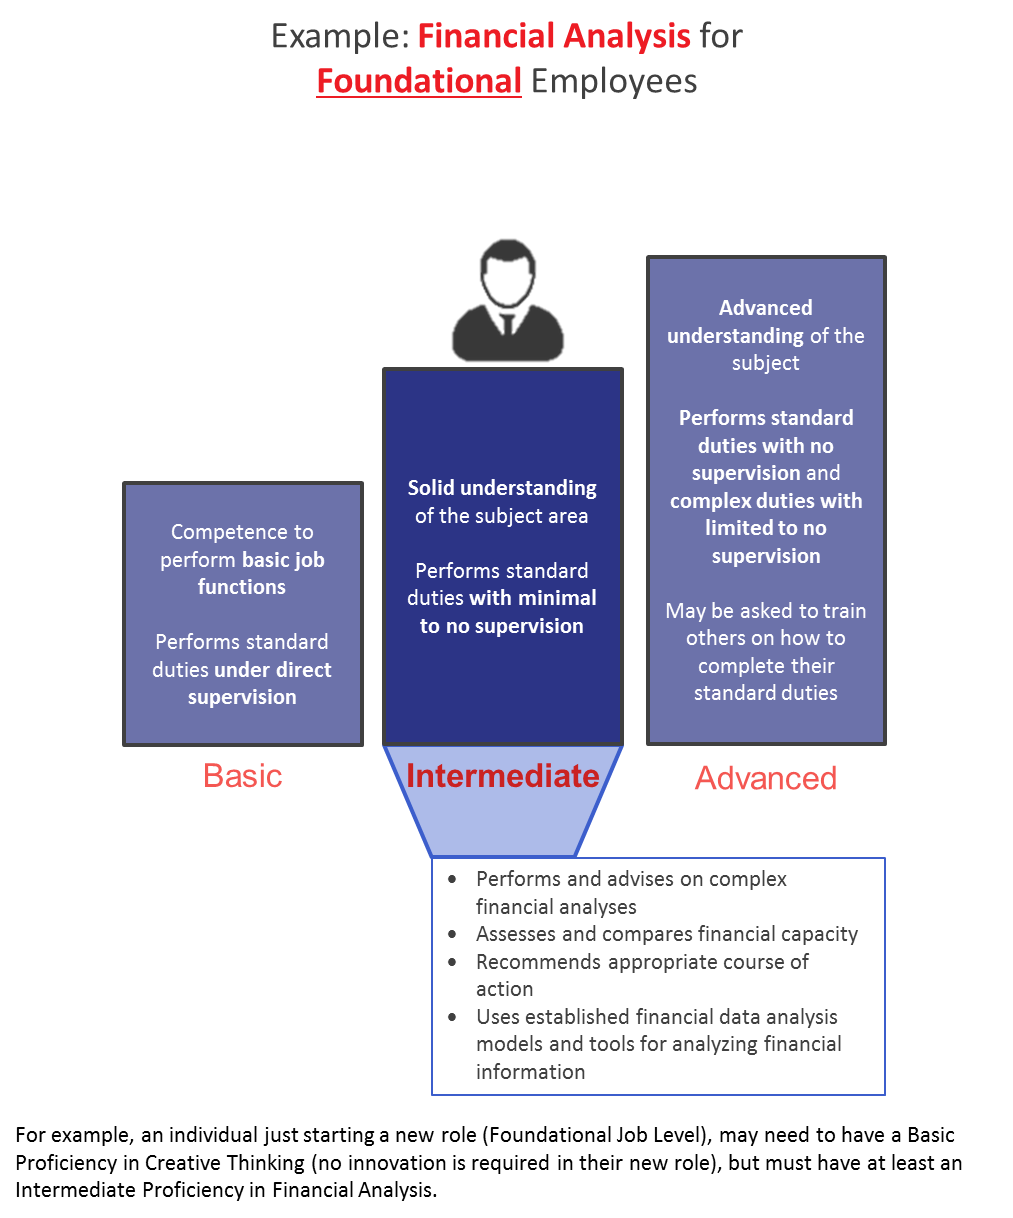 Example: Financial Analysis for
Foundational Employees
Competence to
perform basic job
functions
Performs standard
duties under direct
supervision
Basic
Solid understanding
of the subject area
Performs standard
duties with minimal
to no supervision
Intermediate
Advanced
understanding of the
subject
Performs standard
duties with no
supervision and
complex duties with
limited to no
supervision
May be asked to train
others on how to
complete their
standard duties
Advanced
• Performs and advises on complex
financial analyses
• Assesses and compares financial capacity
• Recommends appropriate course of
action
• Uses established financial data analysis
models and tools for analyzing financial
information
For example, an individual just starting a new role (Foundational Job Level), may need to have a Basic
Proficiency in Creative Thinking (no innovation is required in their new role), but must have at least an
Intermediate Proficiency in Financial Analysis.